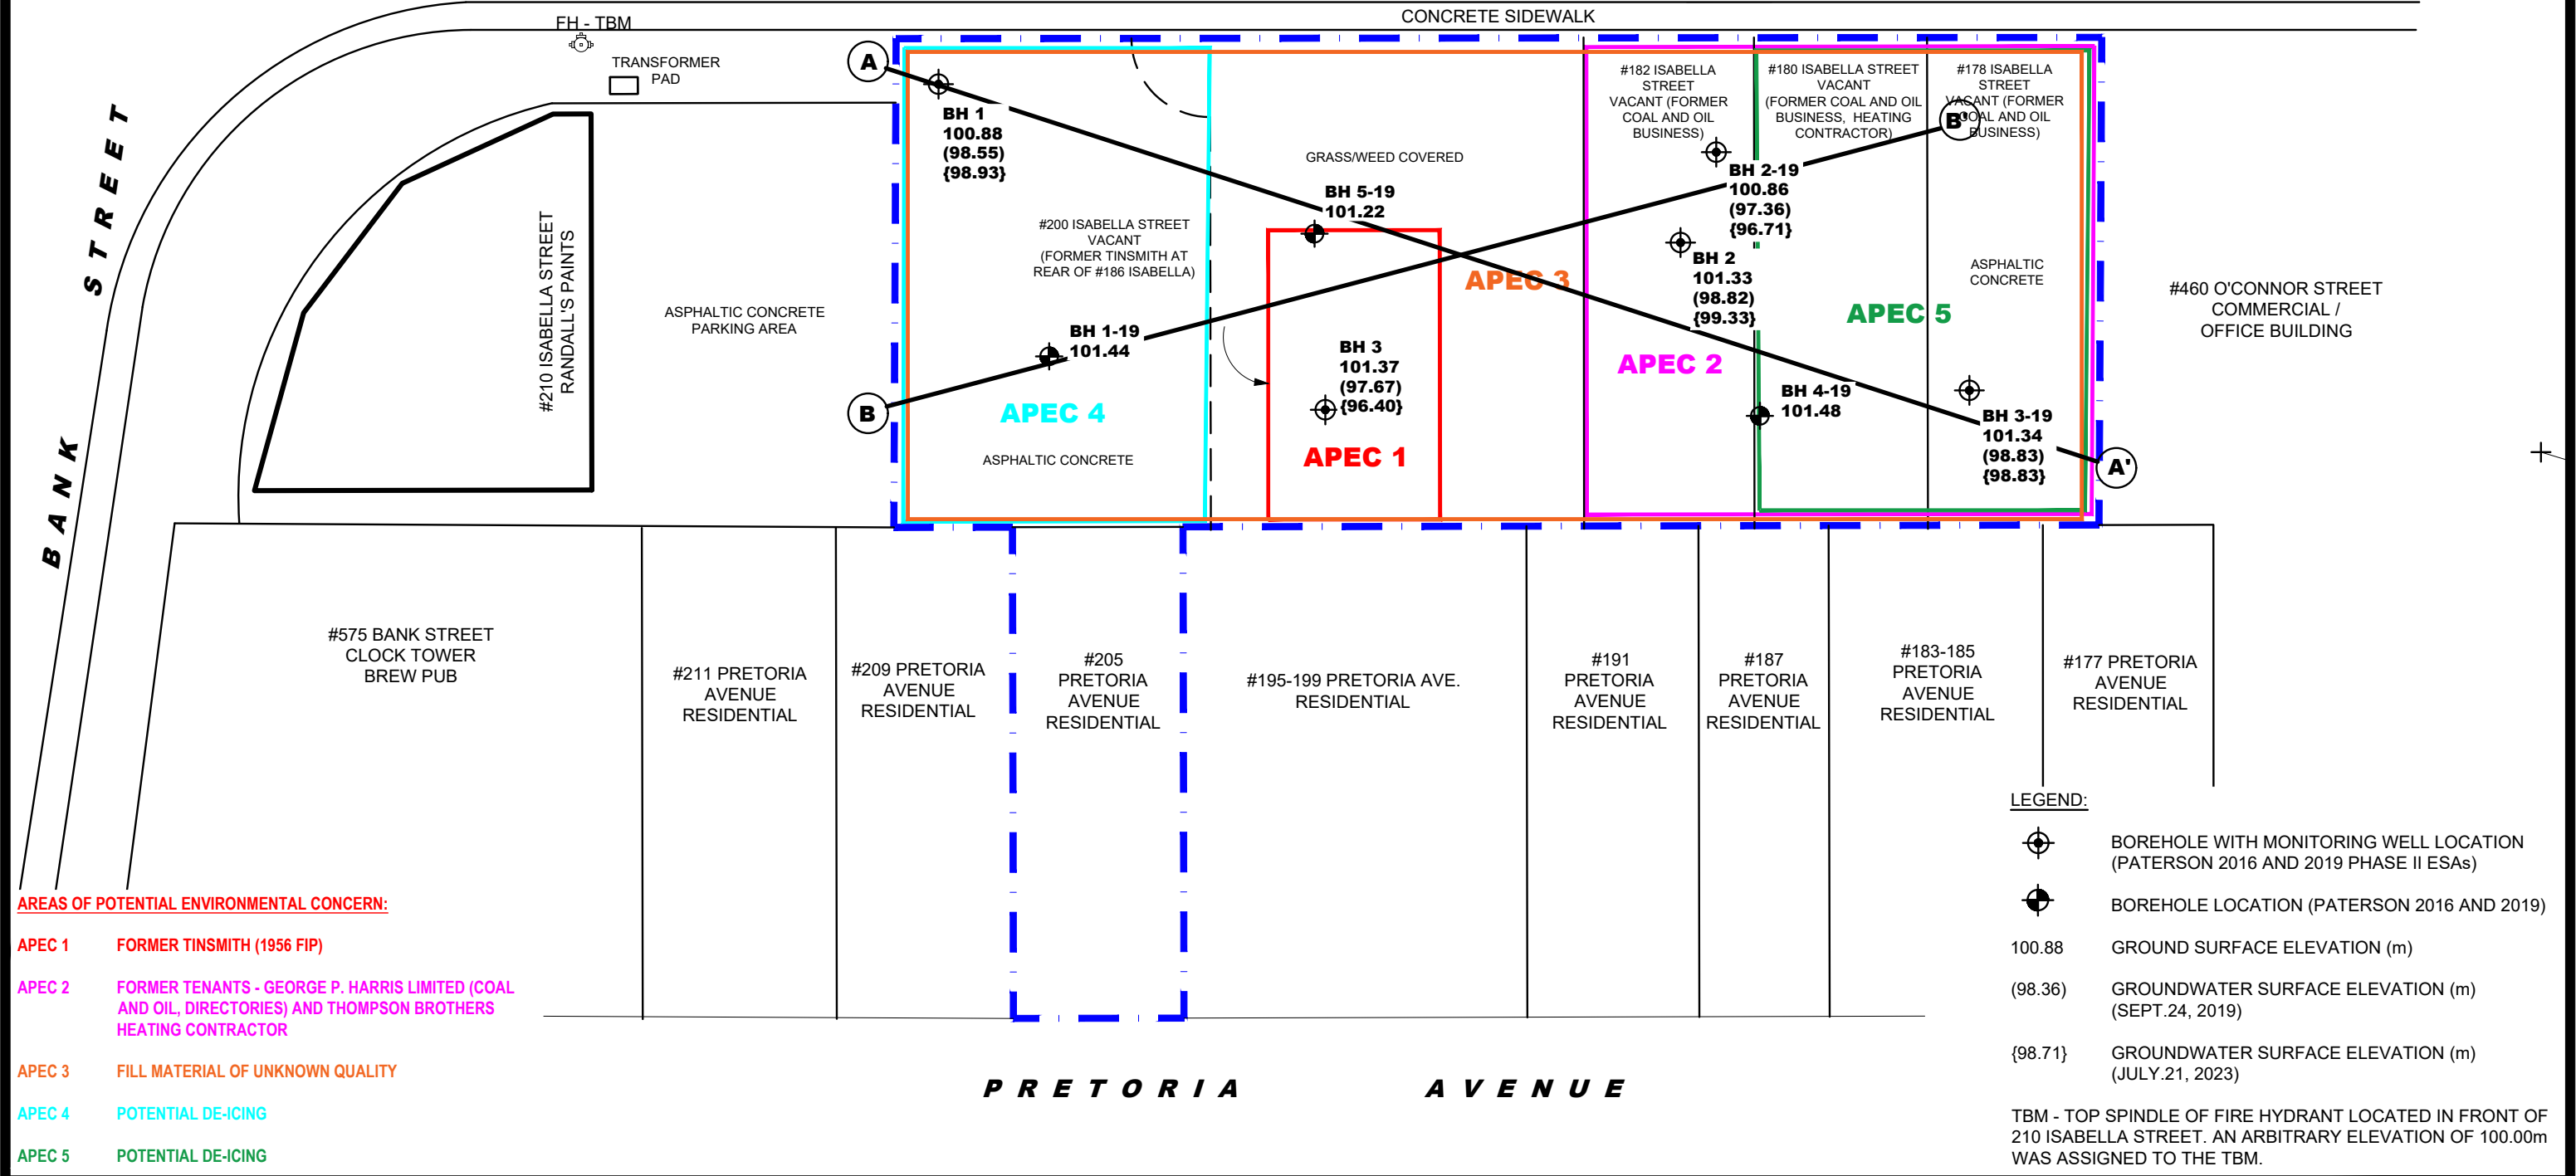 CONCRETE SIDEWALK
FH - TBM
TRANSFORMER
PAD
BANK STREET
#210 ISABELLA STREET
RANDALL'S PAINTS
ASPHALTIC CONCRETE
PARKING AREA
A
B
BH 1
100.88
(98.55)
{98.93}
#200 ISABELLA STREET
VACANT
(FORMER TINSMITH AT
REAR OF #186 ISABELLA)
BH 1-19
101.44
APEC 4
ASPHALTIC CONCRETE
GRASS/WEED COVERED
BH 5-19
101.22
BH 3
101.37
(97.67)
{96.40}
APEC 1
APEC 3
#182 ISABELLA
STREET
VACANT (FORMER
COAL AND OIL
BUSINESS)
#180 ISABELLA STREET
VACANT
(FORMER COAL AND OIL
BUSINESS, HEATING
CONTRACTOR)
#178 ISABELLA
STREET
VACANT (FORMER
COAL AND OIL
BUSINESS)
B'
BH 2-19
100.86
(97.36)
{96.71}
BH 2
101.33
(98.82)
{99.33}
APEC 2
APEC 5
ASPHALTIC
CONCRETE
BH 4-19
101.48
BH 3-19
101.34
(98.83)
{98.83}
A'
#460 O'CONNOR STREET
COMMERCIAL /
OFFICE BUILDING
#575 BANK STREET
CLOCK TOWER
BREW PUB
#211 PRETORIA
AVENUE
RESIDENTIAL
#209 PRETORIA
AVENUE
RESIDENTIAL
#205
PRETORIA
AVENUE
RESIDENTIAL
#195-199 PRETORIA AVE.
RESIDENTIAL
#191
PRETORIA
AVENUE
RESIDENTIAL
#187
PRETORIA
AVENUE
RESIDENTIAL
#183-185
PRETORIA
AVENUE
RESIDENTIAL
#177 PRETORIA
AVENUE
RESIDENTIAL
PRETORIA AVENUE
AREAS OF POTENTIAL ENVIRONMENTAL CONCERN:
APEC 1 FORMER TINSMITH (1956 FIP)
APEC 2 FORMER TENANTS - GEORGE P. HARRIS LIMITED (COAL
AND OIL, DIRECTORIES) AND THOMPSON BROTHERS
HEATING CONTRACTOR
APEC 3 FILL MATERIAL OF UNKNOWN QUALITY
APEC 4 POTENTIAL DE-ICING
APEC 5 POTENTIAL DE-ICING
LEGEND:
BOREHOLE WITH MONITORING WELL LOCATION
(PATERSON 2016 AND 2019 PHASE II ESAs)
BOREHOLE LOCATION (PATERSON 2016 AND 2019)
100.88 GROUND SURFACE ELEVATION (m)
(98.36) GROUNDWATER SURFACE ELEVATION (m)
(SEPT.24, 2019)
{98.71} GROUNDWATER SURFACE ELEVATION (m)
(JULY.21, 2023)
TBM - TOP SPINDLE OF FIRE HYDRANT LOCATED IN FRONT OF
210 ISABELLA STREET. AN ARBITRARY ELEVATION OF 100.00m
WAS ASSIGNED TO THE TBM.